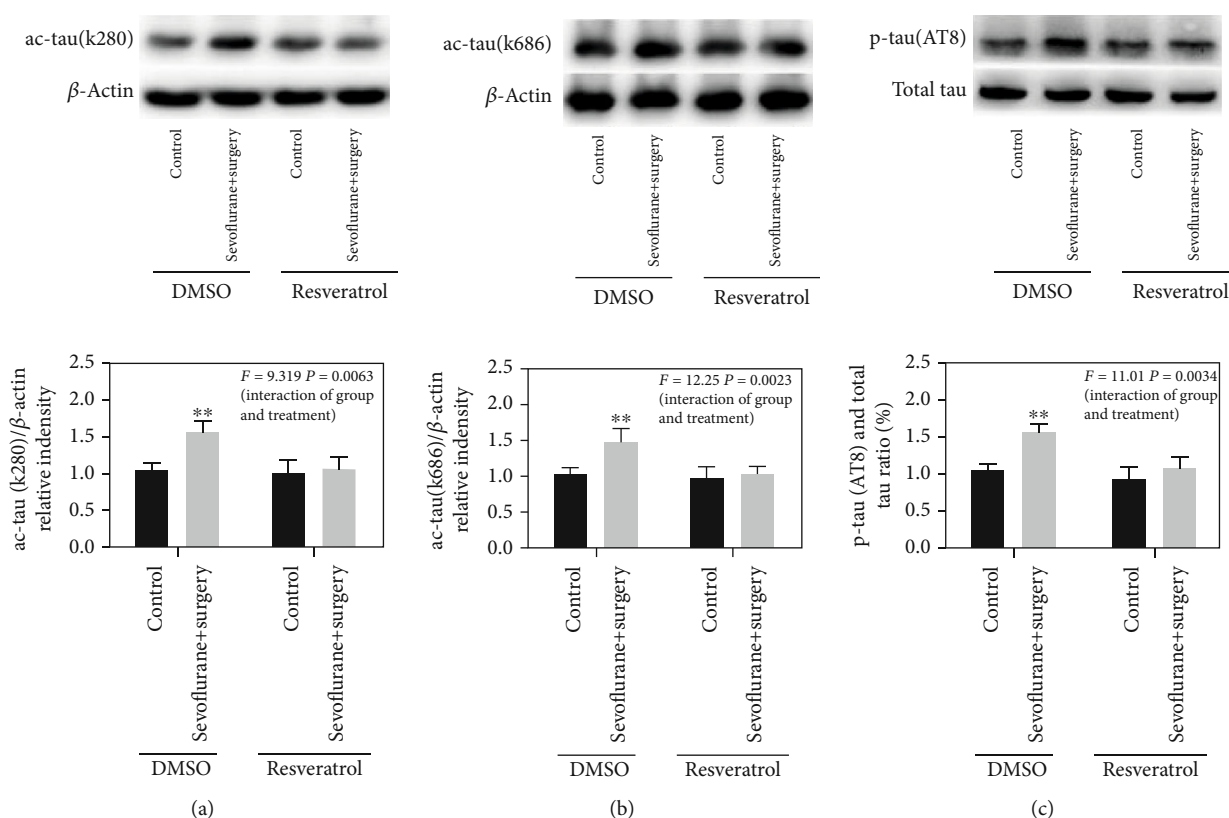 ac-tau(k280)
β-Actin
Control
Sevoflurane+surgery
Control
Sevoflurane+surgery
DMSO
Resveratrol
ac-tau (k280)/β-actin
relative indensity
2.5
2.0
1.5
1.0
0.5
0.0
F = 9.319 P = 0.0063
(interaction of group
and treatment)
**
Control
Sevoflurane+surgery
Control
Sevoflurane+surgery
DMSO
Resveratrol
(a)
ac-tau(k686)
β-Actin
Control
Sevoflurane+surgery
Control
Sevoflurane+surgery
DMSO
Resveratrol
ac-tau(k686)/β-actin
relative indensity
2.5
2.0
1.5
1.0
0.5
0.0
F = 12.25 P = 0.0023
(interaction of group
and treatment)
**
Control
Sevoflurane+surgery
Control
Sevoflurane+surgery
DMSO
Resveratrol
(b)
p-tau(AT8)
Total tau
Control
Sevoflurane+surgery
Control
Sevoflurane+surgery
DMSO
Resveratrol
p-tau (AT8) and total
tau ratio (%)
2.5
2.0
1.5
1.0
0.5
0.0
F = 11.01 P = 0.0034
(interaction of group
and treatment)
**
Control
Sevoflurane+surgery
Control
Sevoflurane+surgery
DMSO
Resveratrol
(c)